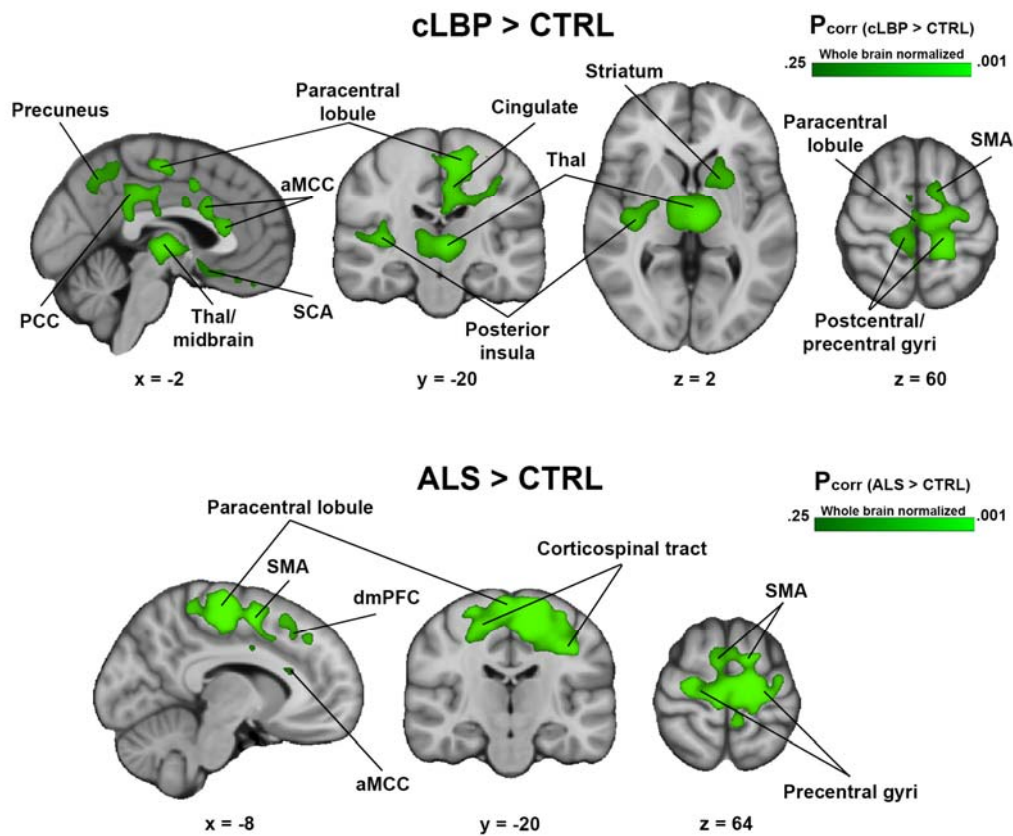 cLBP > CTRL
Pcorr (cLBP > CTRL)
Whole brain normalized
.25
.001
Striatum
Precuneus
Paracentral
lobule
Cingulate
Paracentral
lobule
SMA
aMCC
Thal
PCC
Thal/
midbrain
SCA
Posterior
insula
Postcentral/
precentral gyri
x = -2
y = -20
z = 2
z = 60
ALS > CTRL
Pcorr (ALS > CTRL)
Whole brain normalized
.25
.001
Paracentral lobule
SMA
dmPFC
Corticospinal tract
SMA
aMCC
Precentral gyri
x = -8
y = -20
z = 64